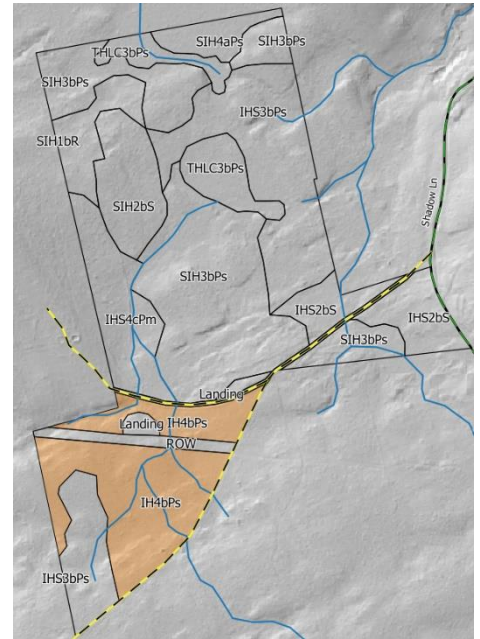 SIH4aPs
SIH3bPs
THLC3bPs
SIH3bPs
IHS3bPs
SIH1bR
THLC3bPs
SIH2bS
Shadow Ln
SIH3bPs
IHS4cPm
IHS2bS
IHS2bS
SIH3bPs
Landing
Landing IH4bPs
ROW
IH4bPs
IHS3bPs